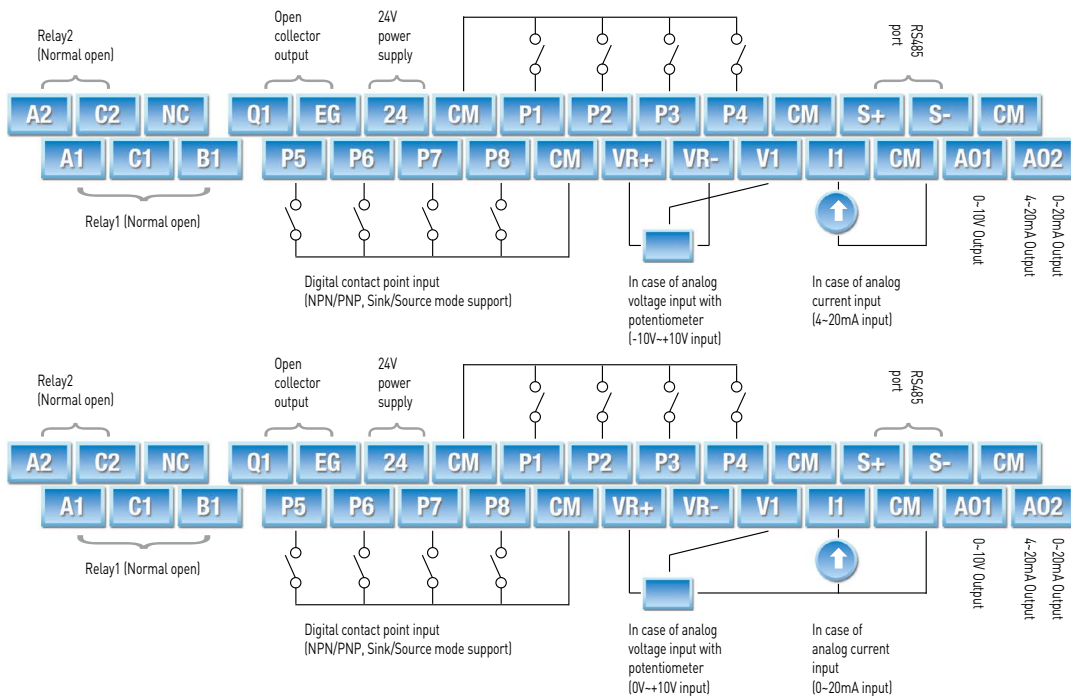 Relay2
(Normal open)
Open
collector
output
24V
power
supply
RS485
port
A2 C2 NC Q1 EG 24 CM P1 P2 P3 P4 CM S+ S- CM
A1 C1 B1 P5 P6 P7 P8 CM VR+ VR- V1 I1 CM AO1 AO2
Relay1 (Normal open)
Digital contact point input
(NPN/PNP, Sink/Source mode support)
In case of analog
voltage input with
potentiometer
(-10V~+10V input)
In case of analog
current input
(4~20mA input)
0~10V Output
4~20mA Output
0~20mA Output
Relay2
(Normal open)
Open
collector
output
24V
power
supply
RS485
port
A2 C2 NC Q1 EG 24 CM P1 P2 P3 P4 CM S+ S- CM
A1 C1 B1 P5 P6 P7 P8 CM VR+ VR- V1 I1 CM AO1 AO2
Relay1 (Normal open)
Digital contact point input
(NPN/PNP, Sink/Source mode support)
In case of analog
voltage input with
potentiometer
(0V~+10V input)
In case of
analog current
input
(0~20mA input)
0~10V Output
4~20mA Output
0~20mA Output